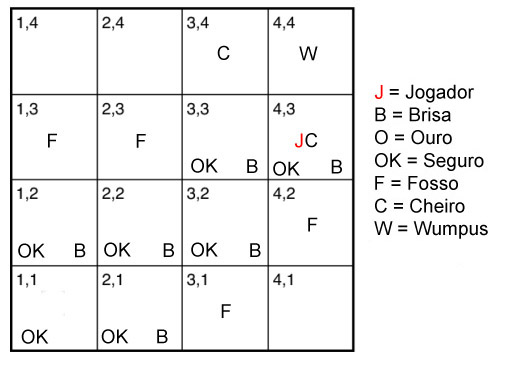 1,4 2,4 3,4 4,4
C W
1,3 2,3 3,3 4,3
F F JC
OK B OK B
1,2 2,2 3,2 4,2
F
OK B OK B OK B
1,1 2,1 3,1 4,1
F
OK OK B
J = Jogador
B = Brisa
O = Ouro
OK = Seguro
F = Fosso
C = Cheiro
W = Wumpus